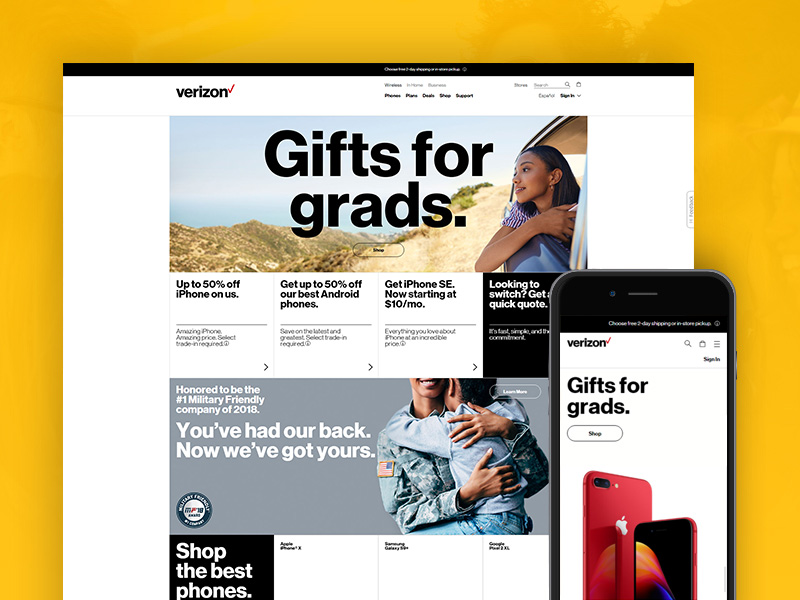 Choose free 2-day shipping or in-store pickup.
verizon
Wireless In Home Business
Stores Search
Phones Plans Deals Shop Support
Español Sign In
Gifts for
grads.
Shop
Feedback
Up to 50% off
iPhone on us.
Amazing iPhone.
Amazing price. Select
trade-in required.
Get up to 50% off
our best Android
phones.
Save on the latest and
greatest. Select trade-in
required.
Get iPhone SE.
Now starting at
$10/mo.
Everything you love about
iPhone at an incredible
price.
Looking to
switch? Get a
quick quote.
It's fast, simple, and
commitment.
Honored to be the
#1 Military Friendly
company of 2018.
You've had our back.
Now we've got yours.
Learn More
MILITARY FRIENDLY
MF18
AWARD
#1 COMPANY
Shop
the best
phones.
Apple
iPhone® X
Samsung
Galaxy S9+
Google
Pixel 2 XL
Choose free 2-day shipping or in-store pickup.
verizon
Sign In
Gifts for
grads.
Shop